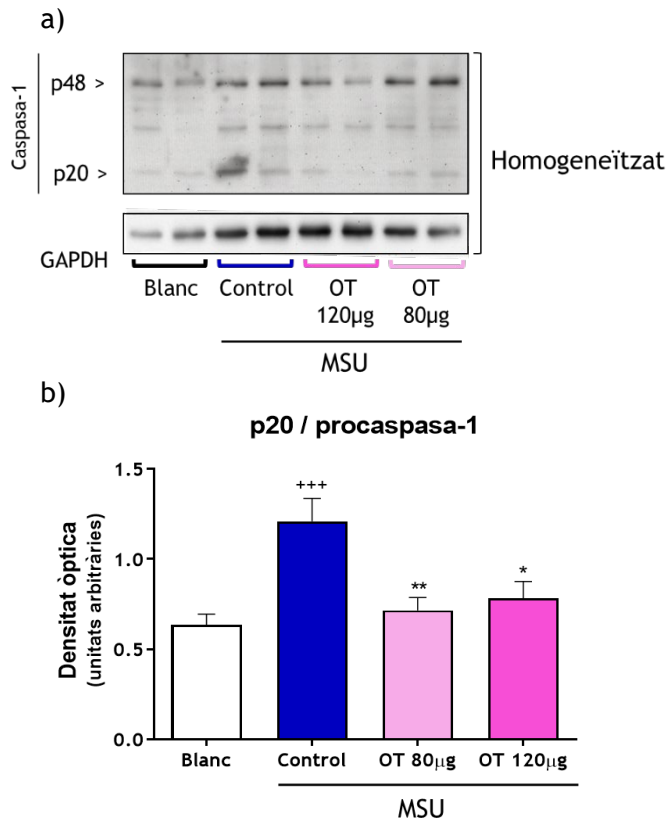 a)
Caspasa-1
p48 >
p20 >
Homogeneïtzat
GAPDH
Blanc Control OT OT
120µg 80µg
MSU
b)
p20 / procaspasa-1
Densitat òptica
(unitats arbitràries)
1.5
1.0
0.5
0.0
+++
**
*
Blanc Control OT 80µg OT 120µg
MSU